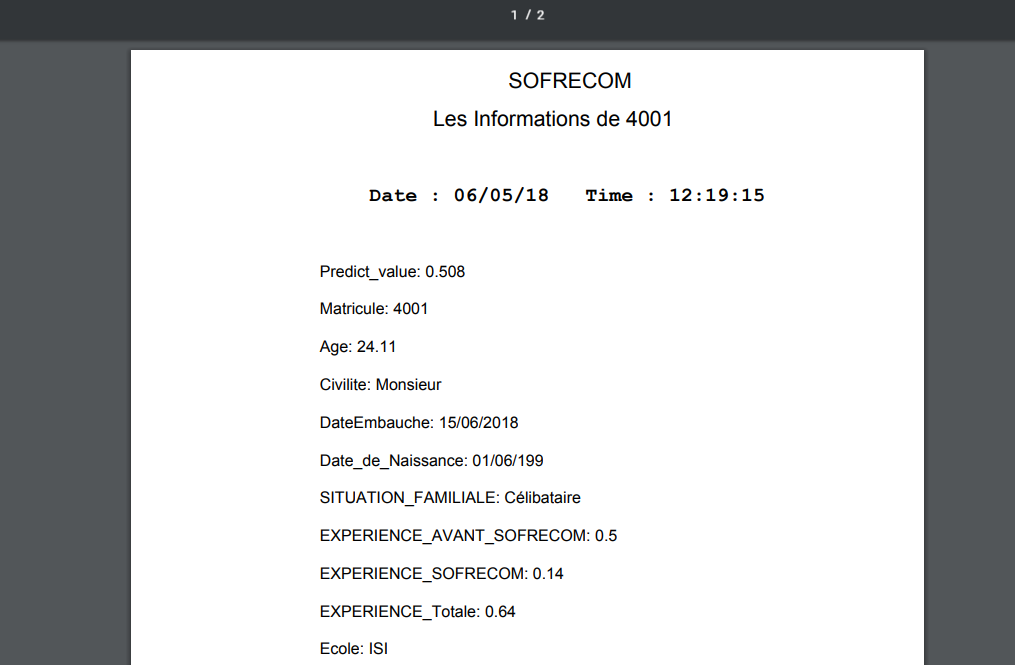 1 / 2
SOFRECOM
Les Informations de 4001
Date : 06/05/18 Time : 12:19:15
Predict_value: 0.508
Matricule: 4001
Age: 24.11
Civilite: Monsieur
DateEmbauche: 15/06/2018
Date_de_Naissance: 01/06/199
SITUATION_FAMILIALE: Célibataire
EXPERIENCE_AVANT_SOFRECOM: 0.5
EXPERIENCE_SOFRECOM: 0.14
EXPERIENCE_Totale: 0.64
Ecole: ISI